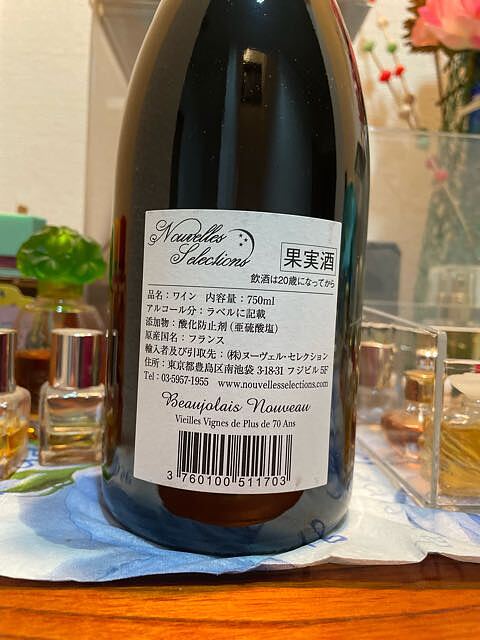 Nouvelles
Selections
果実酒
飲酒は20歳になってから
品名：ワイン 内容量：750ml
アルコール分：ラベルに記載
添加物：酸化防止剤（亜硫酸塩）
原産国名：フランス
輸入者及び引取先：(株)ヌーヴェル・セレクション
住所：東京都豊島区南池袋 3-18-31 フジビル 5F
Tel：03-5957-1955 www.nouvellesselections.com
Beaujolais Nouveau
Vieilles Vignes de Plus de 70 Ans
3 760100 511703